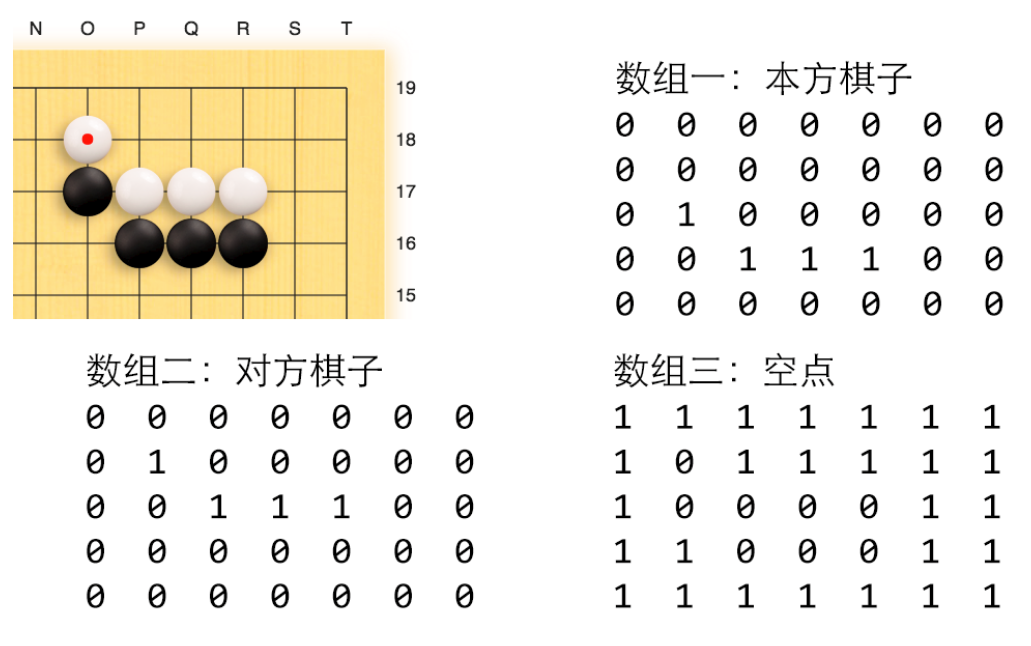 N O P Q R S T
19
18
17
16
15
数组一：本方棋子
0 0 0 0 0 0 0
0 0 0 0 0 0 0
0 1 0 0 0 0 0
0 0 1 1 1 0 0
0 0 0 0 0 0 0
数组二：对方棋子
0 0 0 0 0 0 0
0 1 0 0 0 0 0
0 0 1 1 1 0 0
0 0 0 0 0 0 0
0 0 0 0 0 0 0
数组三：空点
1 1 1 1 1 1 1
1 0 1 1 1 1 1
1 0 0 0 0 1 1
1 1 0 0 0 1 1
1 1 1 1 1 1 1